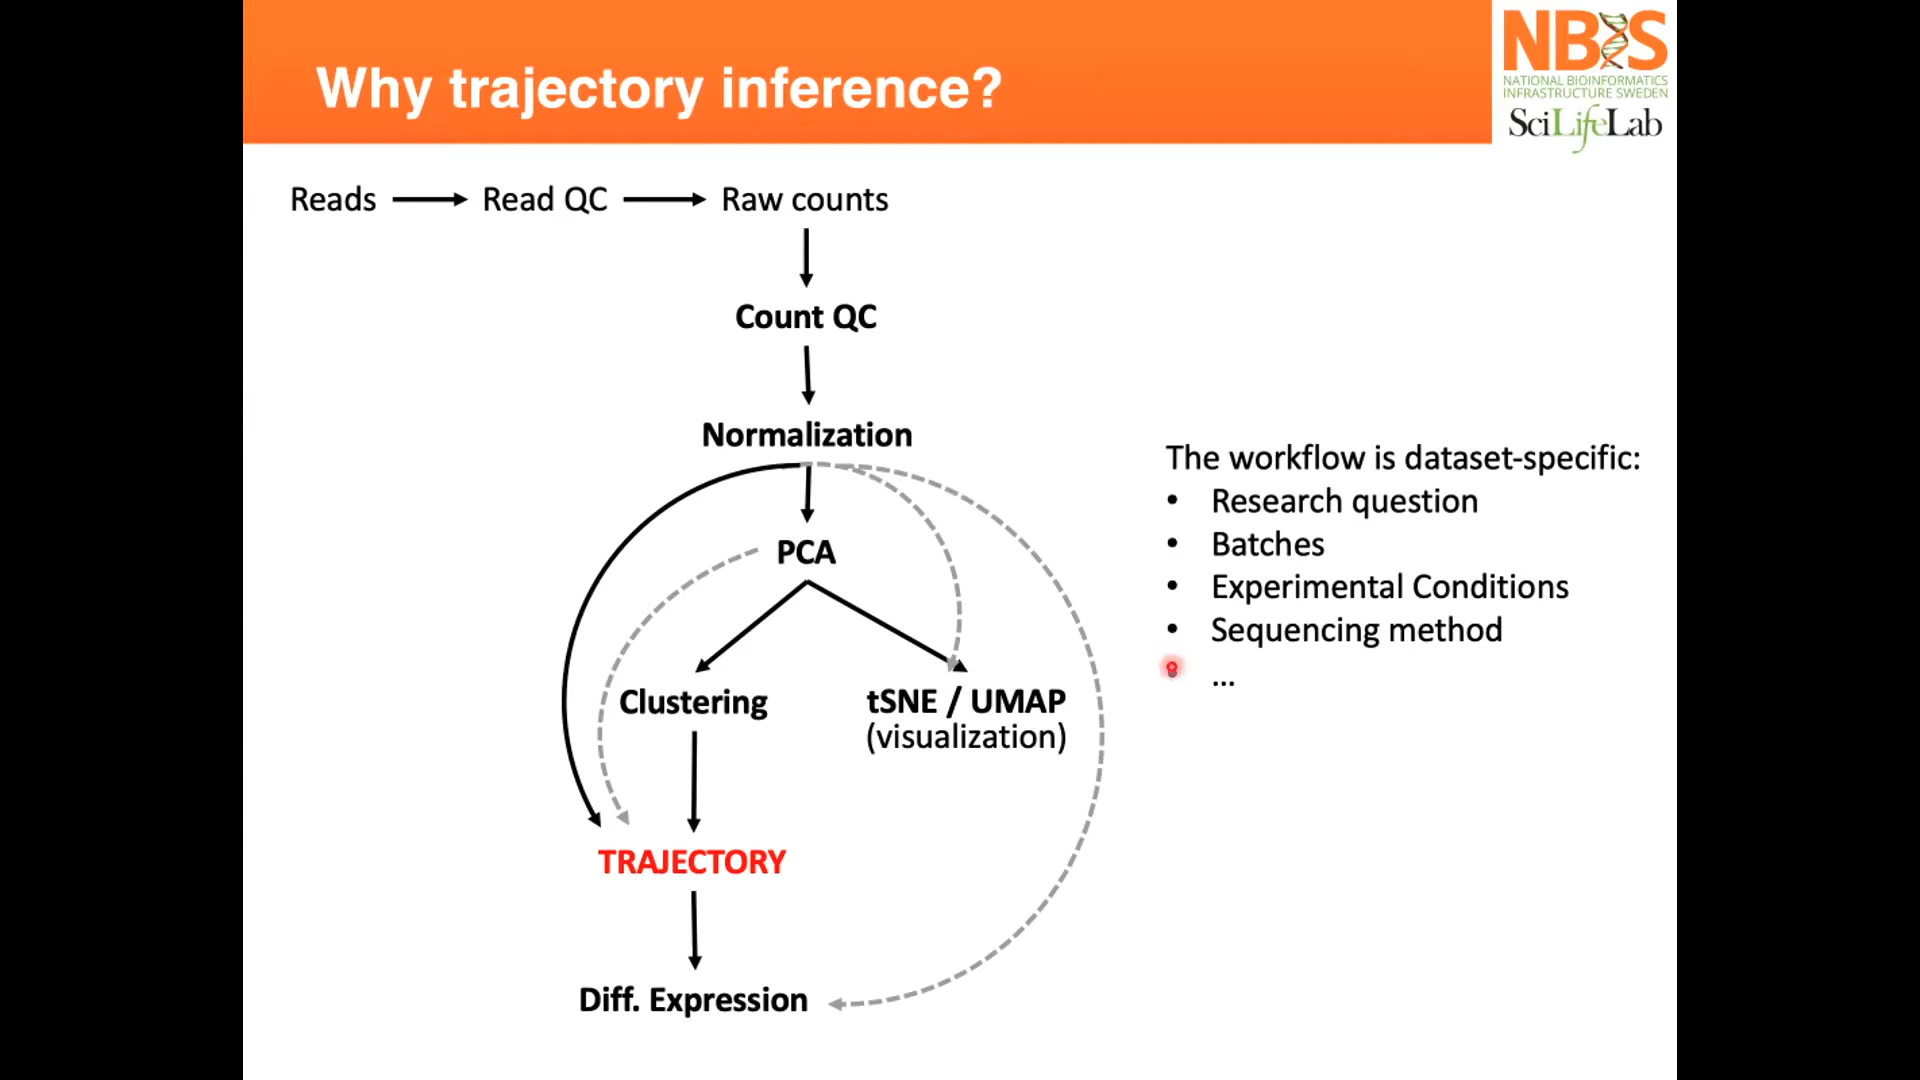 Why trajectory inference?
NBIS
NATIONAL BIOINFORMATICS
INFRASTRUCTURE SWEDEN
SciLifeLab
Reads
Read QC
Raw counts
Count QC
Normalization
PCA
Clustering
tSNE / UMAP
(visualization)
TRAJECTORY
Diff. Expression
The workflow is dataset-specific:
• Research question
• Batches
• Experimental Conditions
• Sequencing method
...